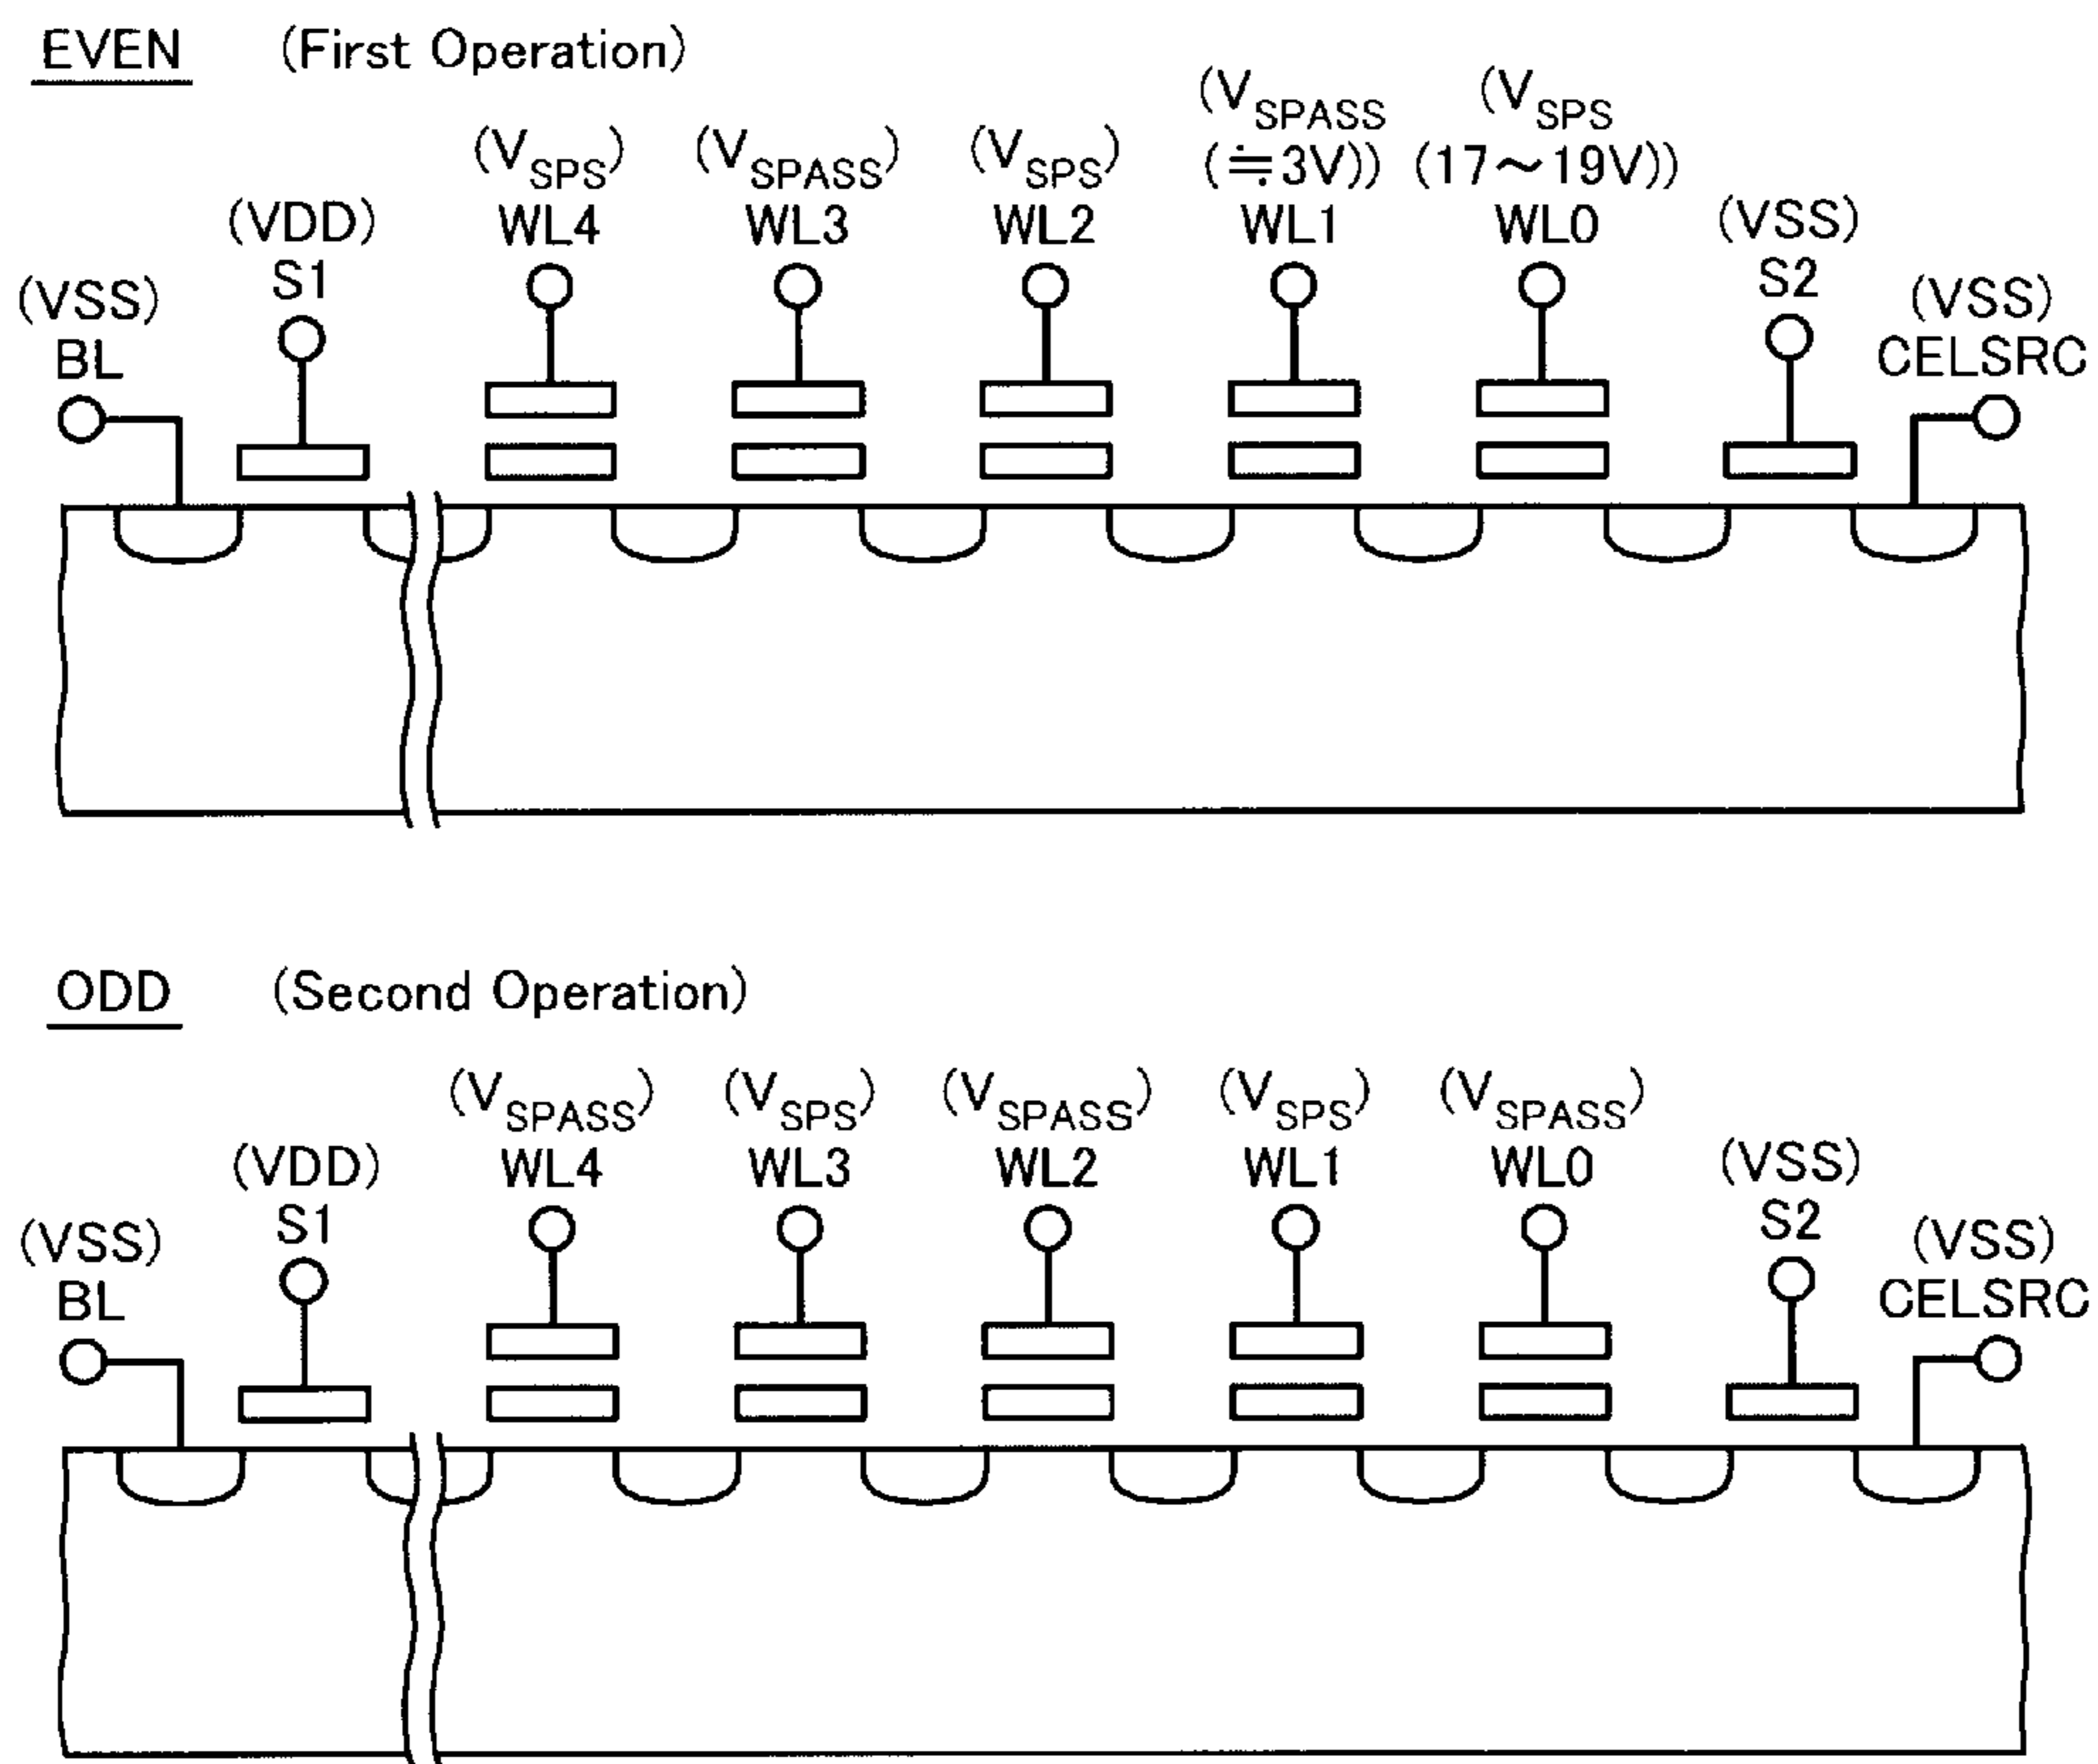 EVEN (First Operation)
(VSPASS (VSPS
(VSPS) (VSPASS) (VSPS) (≒3V)) (17～19V))
(VDD) WL4 WL3 WL2 WL1 WL0 (VSS)
S1 S2
(VSS) (VSS)
BL CELSRC
ODD (Second Operation)
(VSPASS) (VSPS) (VSPASS) (VSPS) (VSPASS)
(VDD) WL4 WL3 WL2 WL1 WL0 (VSS)
S1 S2
(VSS) (VSS)
BL CELSRC